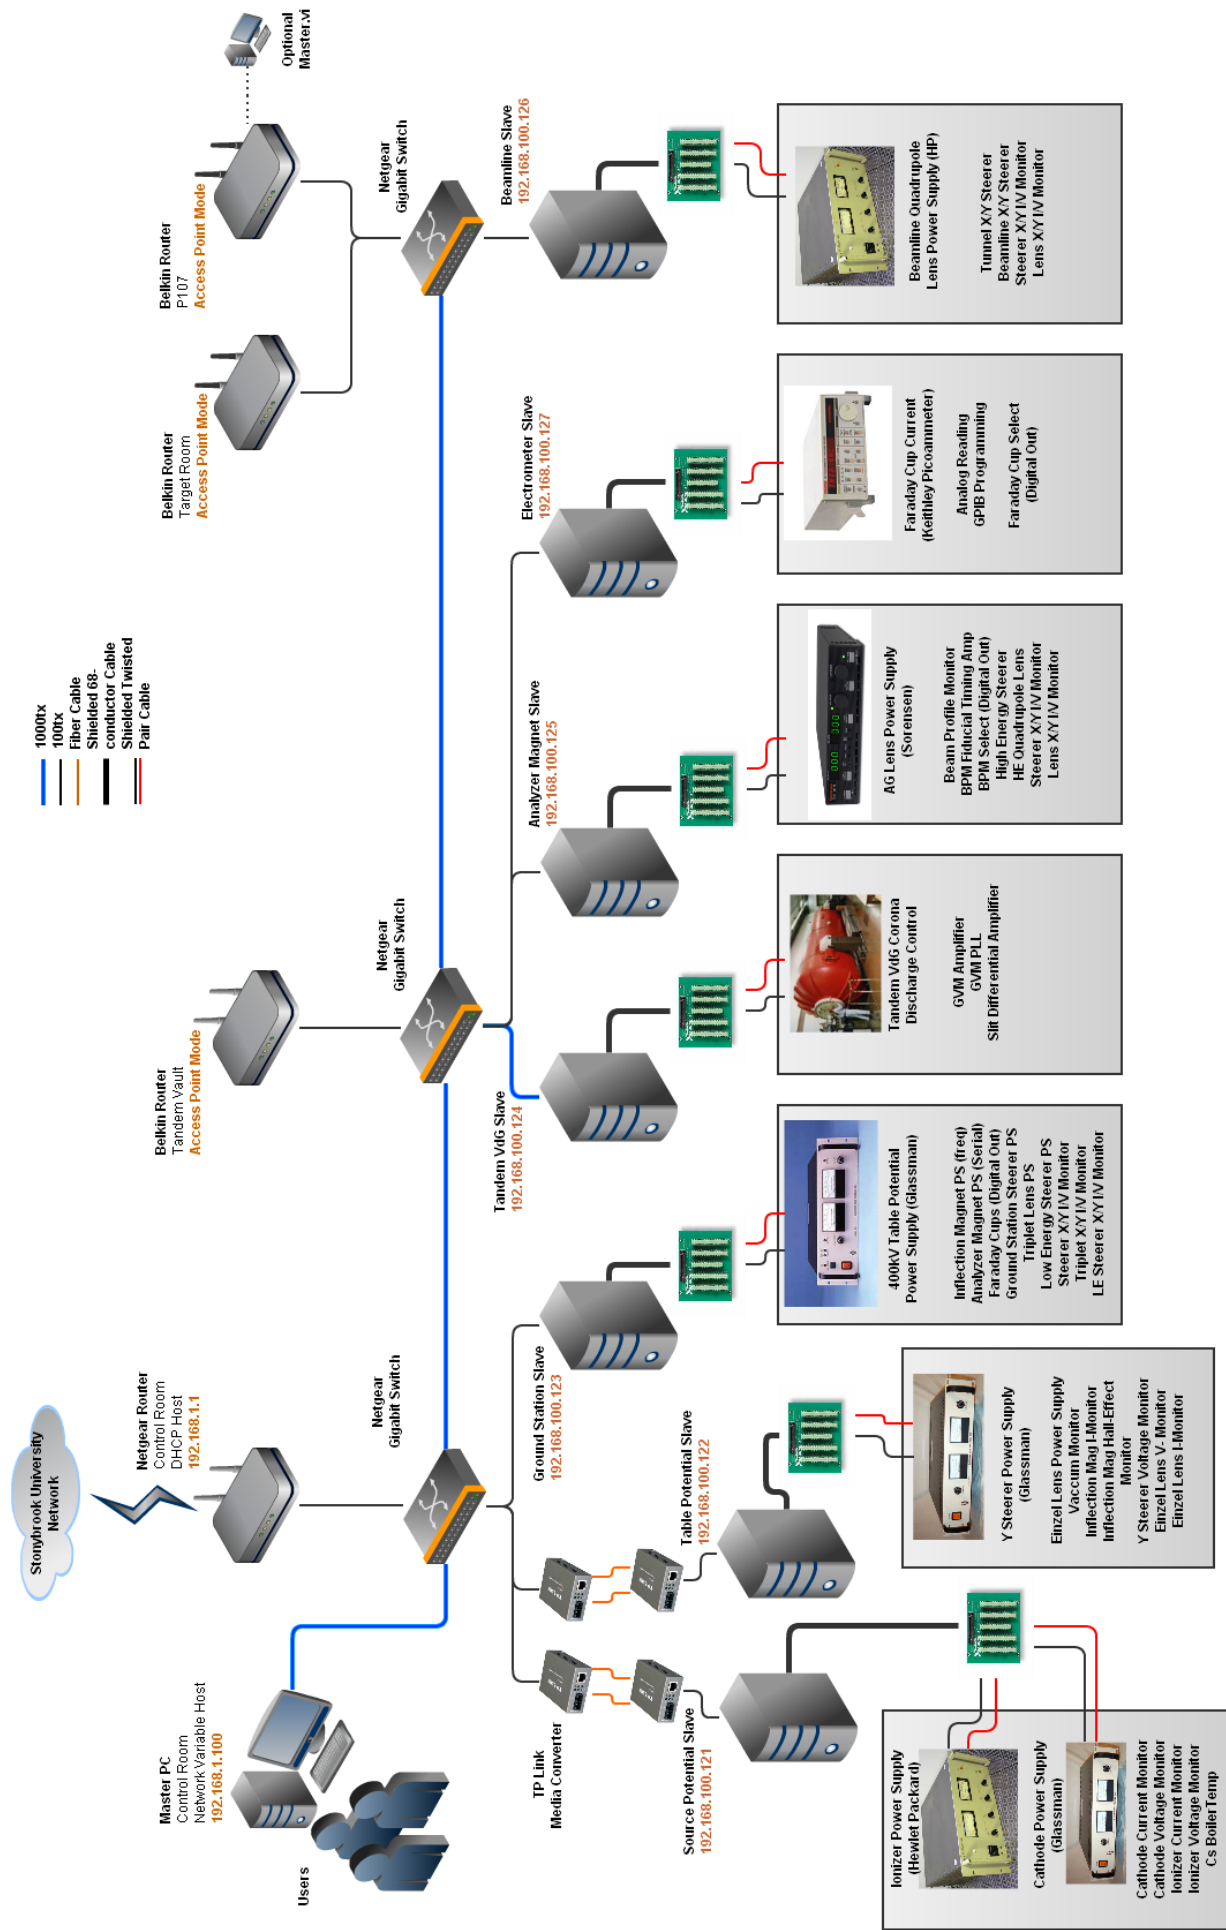 Stonybrook University
Network
Netgear Router
Control Room
DHCP Host
192.168.1.1
Master PC
Control Room
Network Variable Host
192.168.1.100
Users
Netgear
Gigabit Switch
TP Link
Media Converter
Source Potential Slave
192.168.100.121
Table Potential Slave
192.168.100.122
Ground Station Slave
192.168.100.123
Belkin Router
Tandem Vault
Access Point Mode
Netgear
Gigabit Switch
Tandem VdG Slave
192.168.100.124
Analyzer Magnet Slave
192.168.100.125
Electrometer Slave
192.168.100.127
1000tx
100tx
Fiber Cable
Shielded 68-
conductor Cable
Shielded Twisted
Pair Cable
Belkin Router
Target Room
Access Point Mode
Belkin Router
P107
Access Point Mode
Optional
Master.vi
Netgear
Gigabit Switch
Beamline Slave
192.168.100.126
Ionizer Power Supply
(Hewlet Packard)
Cathode Power Supply
(Glassman)
Cathode Current Monitor
Cathode Voltage Monitor
Ionizer Current Monitor
Ionizer Voltage Monitor
Cs BoilerTemp
Y Steerer Power Supply
(Glassman)
Einzel Lens Power Supply
Vaccum Monitor
Inflection Mag I-Monitor
Inflection Mag Hall-Effect
Monitor
Y Steerer Voltage Monitor
Einzel Lens V- Monitor
Einzel Lens I-Monitor
400kV Table Potential
Power Supply (Glassman)
Inflection Magnet PS (freq)
Analyzer Magnet PS (Serial)
Faraday Cups (Digital Out)
Ground Station Steerer PS
Triplet Lens PS
Low Energy Steerer PS
Steerer X/Y I/V Monitor
Triplet X/Y I/V Monitor
LE Steerer X/Y I/V Monitor
Tandem VdG Corona
Discharge Control
GVM Amplifier
GVM PLL
Slit Differential Amplifier
AG Lens Power Supply
(Sorensen)
Beam Profile Monitor
BPM Fiducial Timing Amp
BPM Select (Digital Out)
High Energy Steerer
HE Quadrupole Lens
Steerer X/Y I/V Monitor
Lens X/Y I/V Monitor
Faraday Cup Current
(Keithley Picoammeter)
Analog Reading
GPIB Programming
Faraday Cup Select
(Digital Out)
Beamline Quadrupole
Lens Power Supply (HP)
Tunnel X/Y Steerer
Beamline X/Y Steerer
Steerer X/Y I/V Monitor
Lens X/Y I/V Monitor